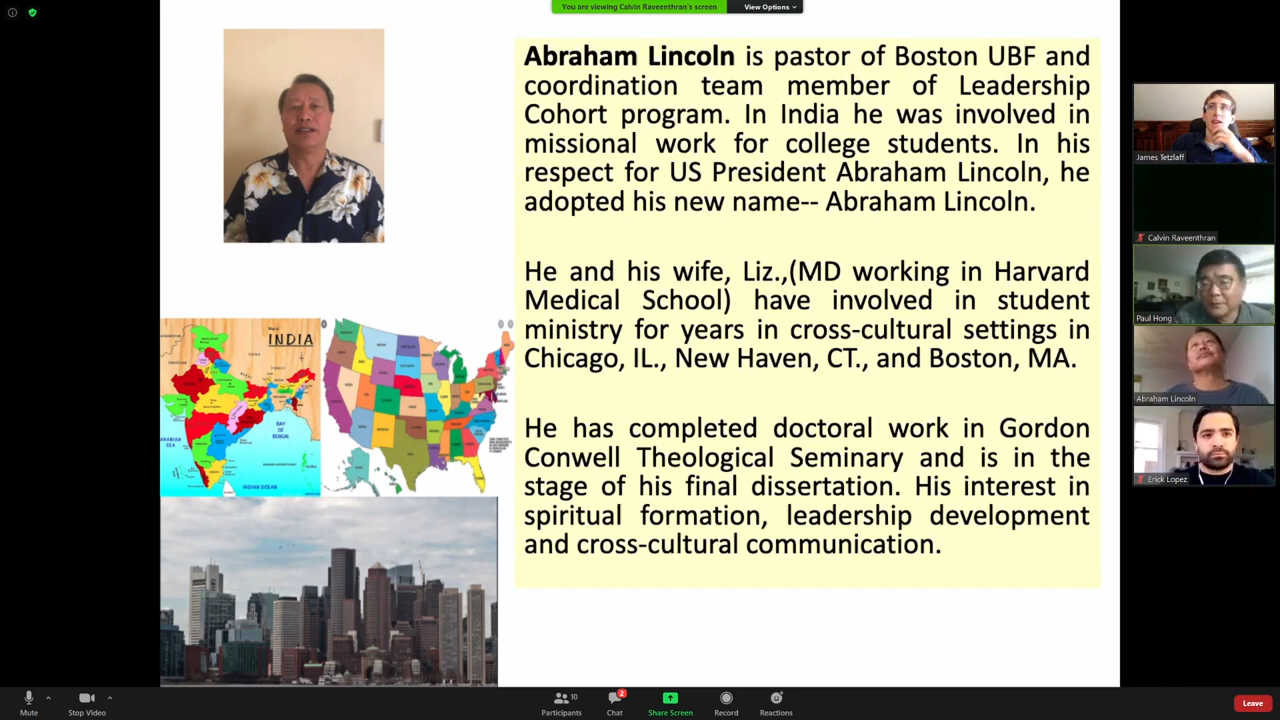 You are viewing Calvin Raveenthran's screen
View Options
Abraham Lincoln is pastor of Boston UBF and
coordination team member of Leadership
Cohort program. In India he was involved in
missional work for college students. In his
respect for US President Abraham Lincoln, he
adopted his new name-- Abraham Lincoln.
He and his wife, Liz.,(MD working in Harvard
Medical School) have involved in student
ministry for years in cross-cultural settings in
Chicago, IL., New Haven, CT., and Boston, MA.
He has completed doctoral work in Gordon
Conwell Theological Seminary and is in the
stage of his final dissertation. His interest in
spiritual formation, leadership development
and cross-cultural communication.
INDIA
BAY
OF
BENGAL
ARABIAN
SEA
INDIAN OCEAN
James Tetzlaff
Calvin Raveenthran
Paul Hong
Abraham Lincoln
Erick Lopez
Mute
Stop Video
Participants
10
Chat
2
Share Screen
Record
Reactions
Leave